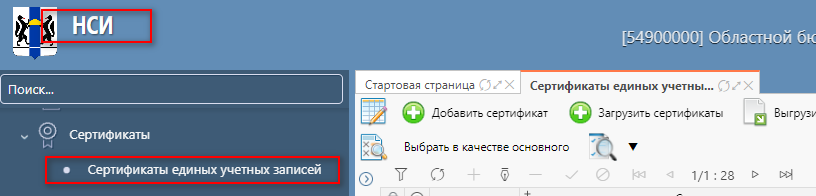 НСИ
[54900000] Областной бю
Поиск...
Стартовая страница
Сертификаты единых учетны...
Добавить сертификат
Загрузить сертификаты
Выгрузи
Сертификаты
Выбрать в качестве основного
Сертификаты единых учетных записей
1/1 : 28